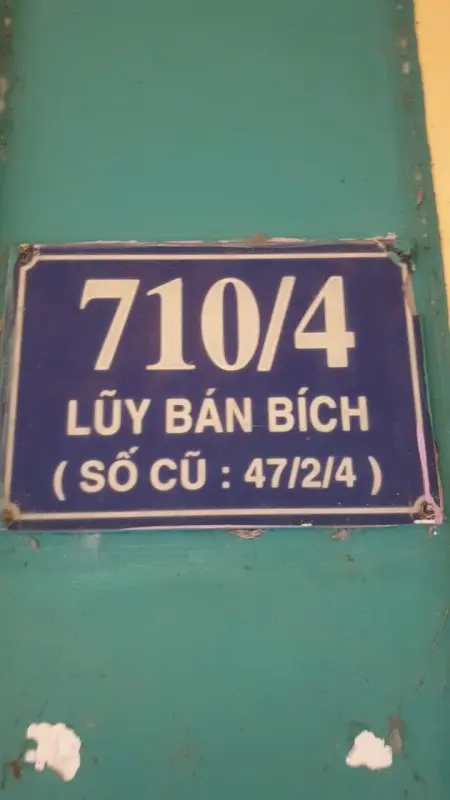 710/4
LŨY BÁN BÍCH
( SỐ CŨ : 47/2/4 )